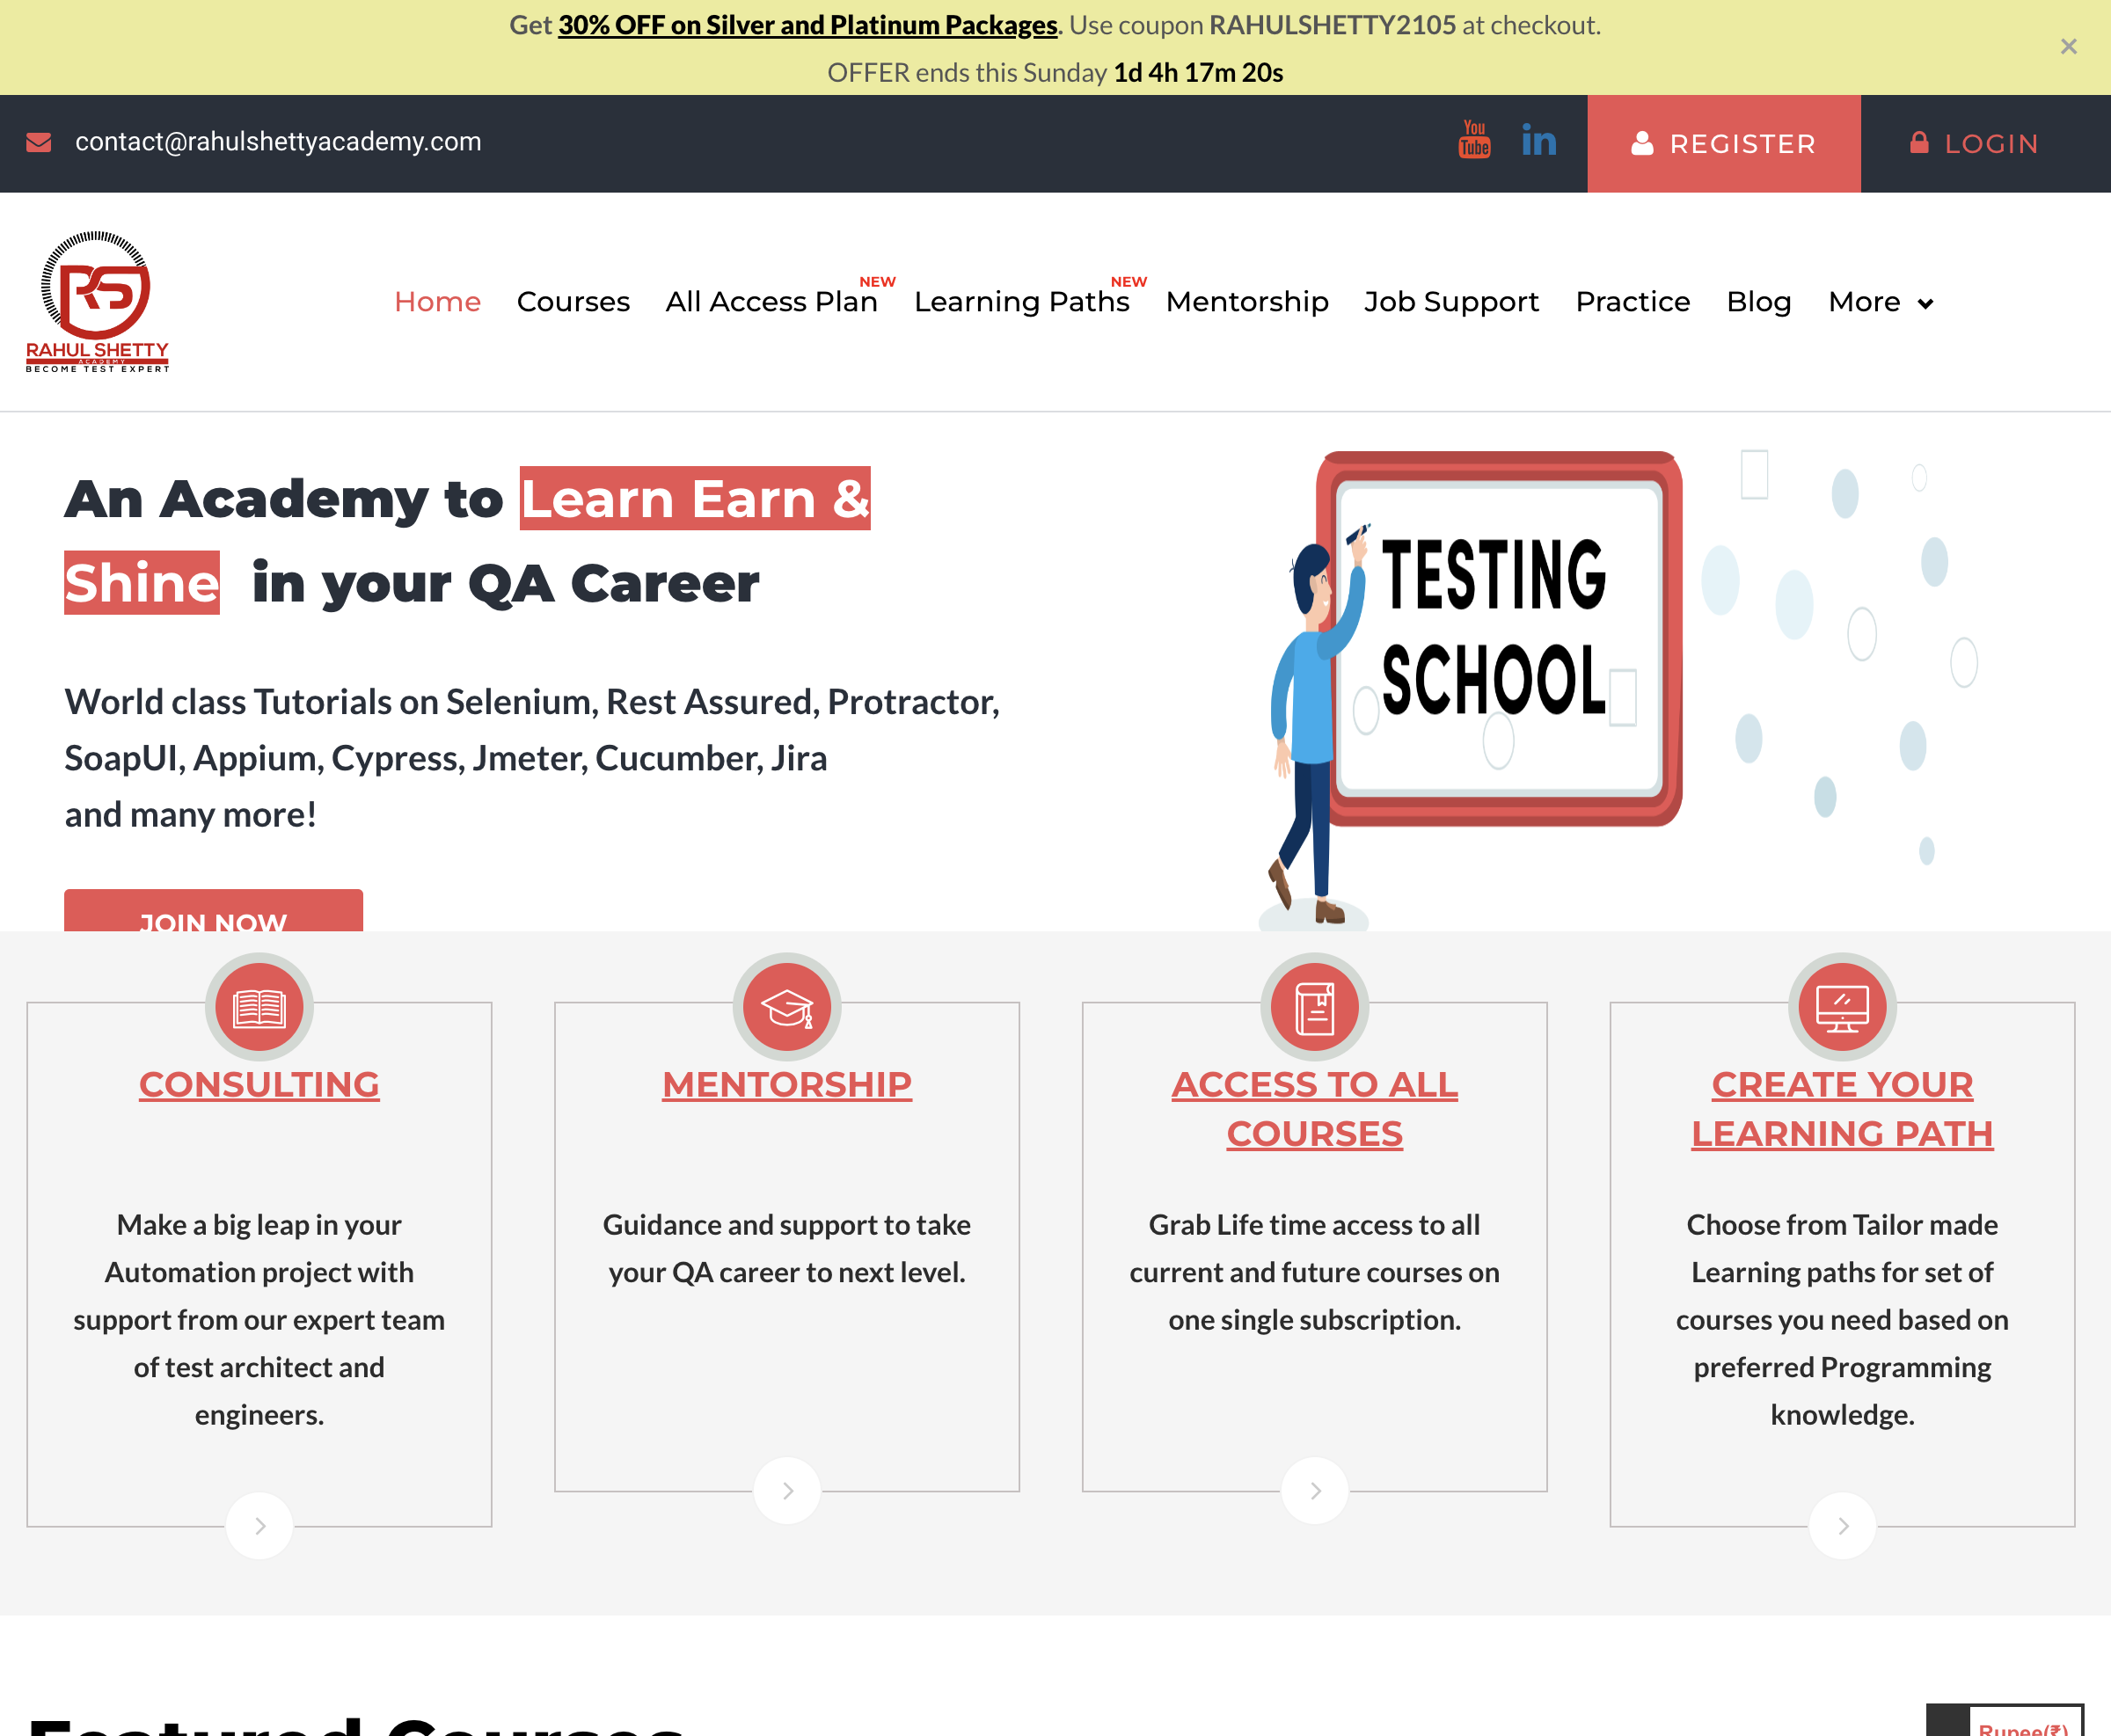 Get 30% OFF on Silver and Platinum Packages. Use coupon RAHULSHETTY2105 at checkout.
OFFER ends this Sunday 1d 4h 17m 20s
×
contact@rahulshettyacademy.com
You
Tube
in
REGISTER
LOGIN
RS
RAHUL SHETTY
ACADEMY
BECOME TEST EXPERT
Home
Courses
All Access Plan NEW
Learning Paths NEW
Mentorship
Job Support
Practice
Blog
More
An Academy to Learn Earn &
Shine in your QA Career
World class Tutorials on Selenium, Rest Assured, Protractor,
SoapUI, Appium, Cypress, Jmeter, Cucumber, Jira
and many more!
JOIN NOW
TESTING
SCHOOL
CONSULTING
Make a big leap in your
Automation project with
support from our expert team
of test architect and
engineers.
MENTORSHIP
Guidance and support to take
your QA career to next level.
ACCESS TO ALL
COURSES
Grab Life time access to all
current and future courses on
one single subscription.
CREATE YOUR
LEARNING PATH
Choose from Tailor made
Learning paths for set of
courses you need based on
preferred Programming
knowledge.
Featured Courses
Rupee(₹)